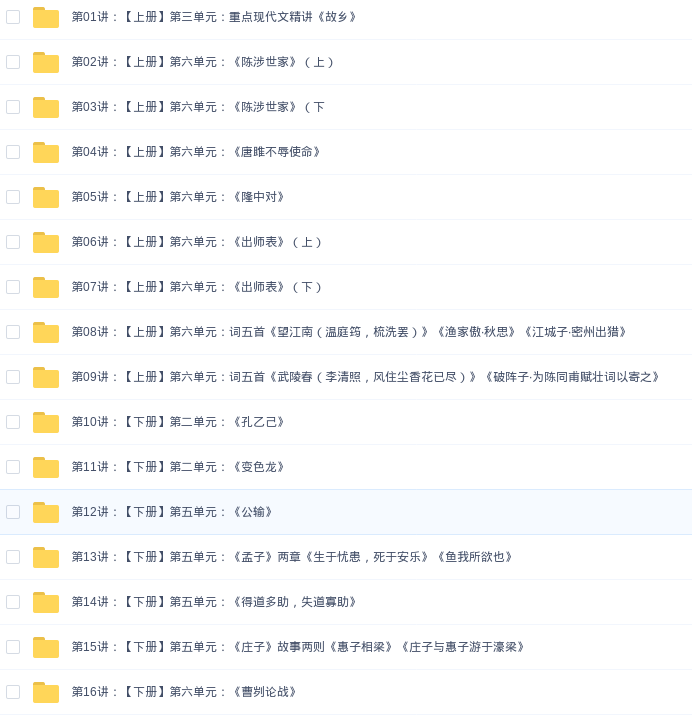 第01讲：【上册】第三单元：重点现代文精讲《故乡》
第02讲：【上册】第六单元：《陈涉世家》（上）
第03讲：【上册】第六单元：《陈涉世家》（下
第04讲：【上册】第六单元：《唐雎不辱使命》
第05讲：【上册】第六单元：《隆中对》
第06讲：【上册】第六单元：《出师表》（上）
第07讲：【上册】第六单元：《出师表》（下）
第08讲：【上册】第六单元：词五首《望江南（温庭筠，梳洗罢）》《渔家傲·秋思》《江城子·密州出猎》
第09讲：【上册】第六单元：词五首《武陵春（李清照，风住尘香花已尽）》《破阵子·为陈同甫赋壮词以寄之》
第10讲：【下册】第二单元：《孔乙己》
第11讲：【下册】第二单元：《变色龙》
第12讲：【下册】第五单元：《公输》
第13讲：【下册】第五单元：《孟子》两章《生于忧患，死于安乐》《鱼我所欲也》
第14讲：【下册】第五单元：《得道多助，失道寡助》
第15讲：【下册】第五单元：《庄子》故事两则《惠子相梁》《庄子与惠子游于濠梁》
第16讲：【下册】第六单元：《曹刿论战》